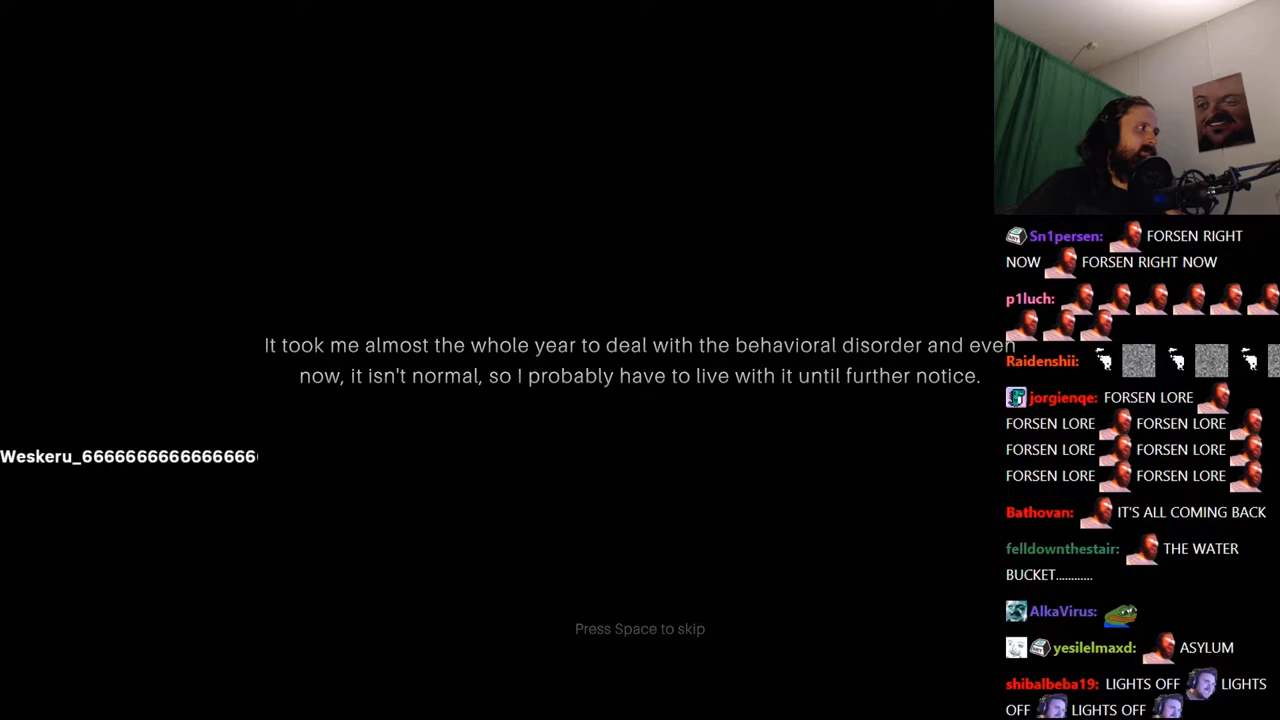 It took me almost the whole year to deal with the behavioral disorder and even
now, it isn't normal, so I probably have to live with it until further notice.
Weskeru_6666666666666666
Press Space to skip
Sn1persen: FORSEN RIGHT
NOW FORSEN RIGHT NOW
p1luch:
Raidenshii:
jorgienqe: FORSEN LORE
FORSEN LORE FORSEN LORE
FORSEN LORE FORSEN LORE
FORSEN LORE FORSEN LORE
Bathovan: IT'S ALL COMING BACK
felldownthestair: THE WATER
BUCKET............
AlkaVirus:
yesilelmaxd: ASYLUM
shibalbeba19: LIGHTS OFF LIGHTS
OFF LIGHTS OFF